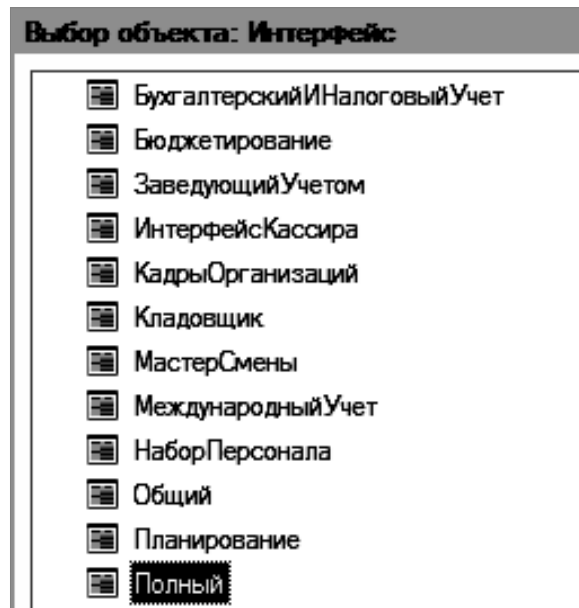 Выбор объекта: Интерфейс
БухгалтерскийИНалоговыйУчет
Бюджетирование
ЗаведующийУчетом
ИнтерфейсКассира
КадрыОрганизаций
Кладовщик
МастерСмены
МеждународныйУчет
НаборПерсонала
Общий
Планирование
Полный